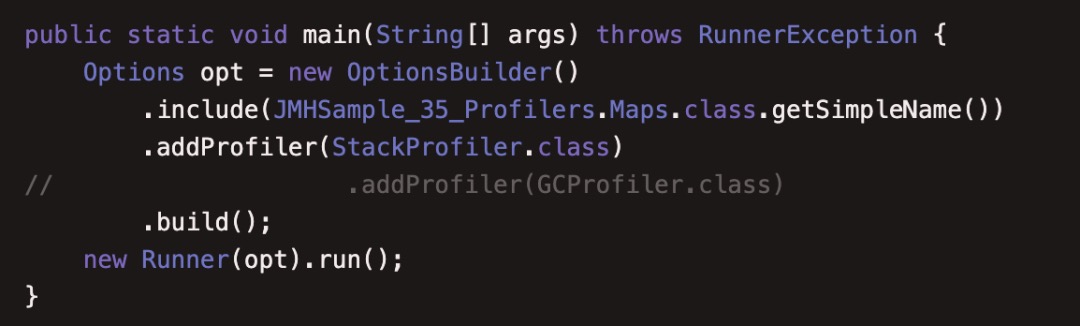 public static void main(String[] args) throws RunnerException {
    Options opt = new OptionsBuilder()
        .include(JMHSample_35_Profilers.Maps.class.getSimpleName())
        .addProfiler(StackProfiler.class)
//                    .addProfiler(GCProfiler.class)
        .build();
    new Runner(opt).run();
}